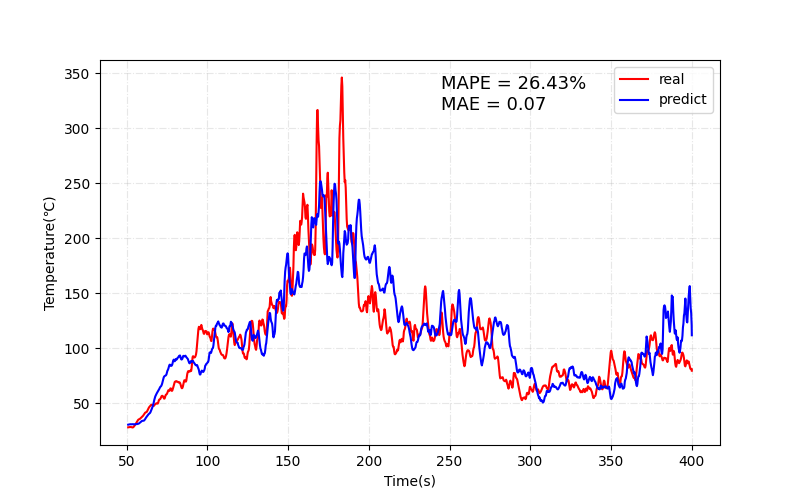 MAPE = 26.43%
MAE = 0.07
real
predict
Temperature(℃)
350
300
250
200
150
100
50
50 100 150 200 250 300 350 400
Time(s)